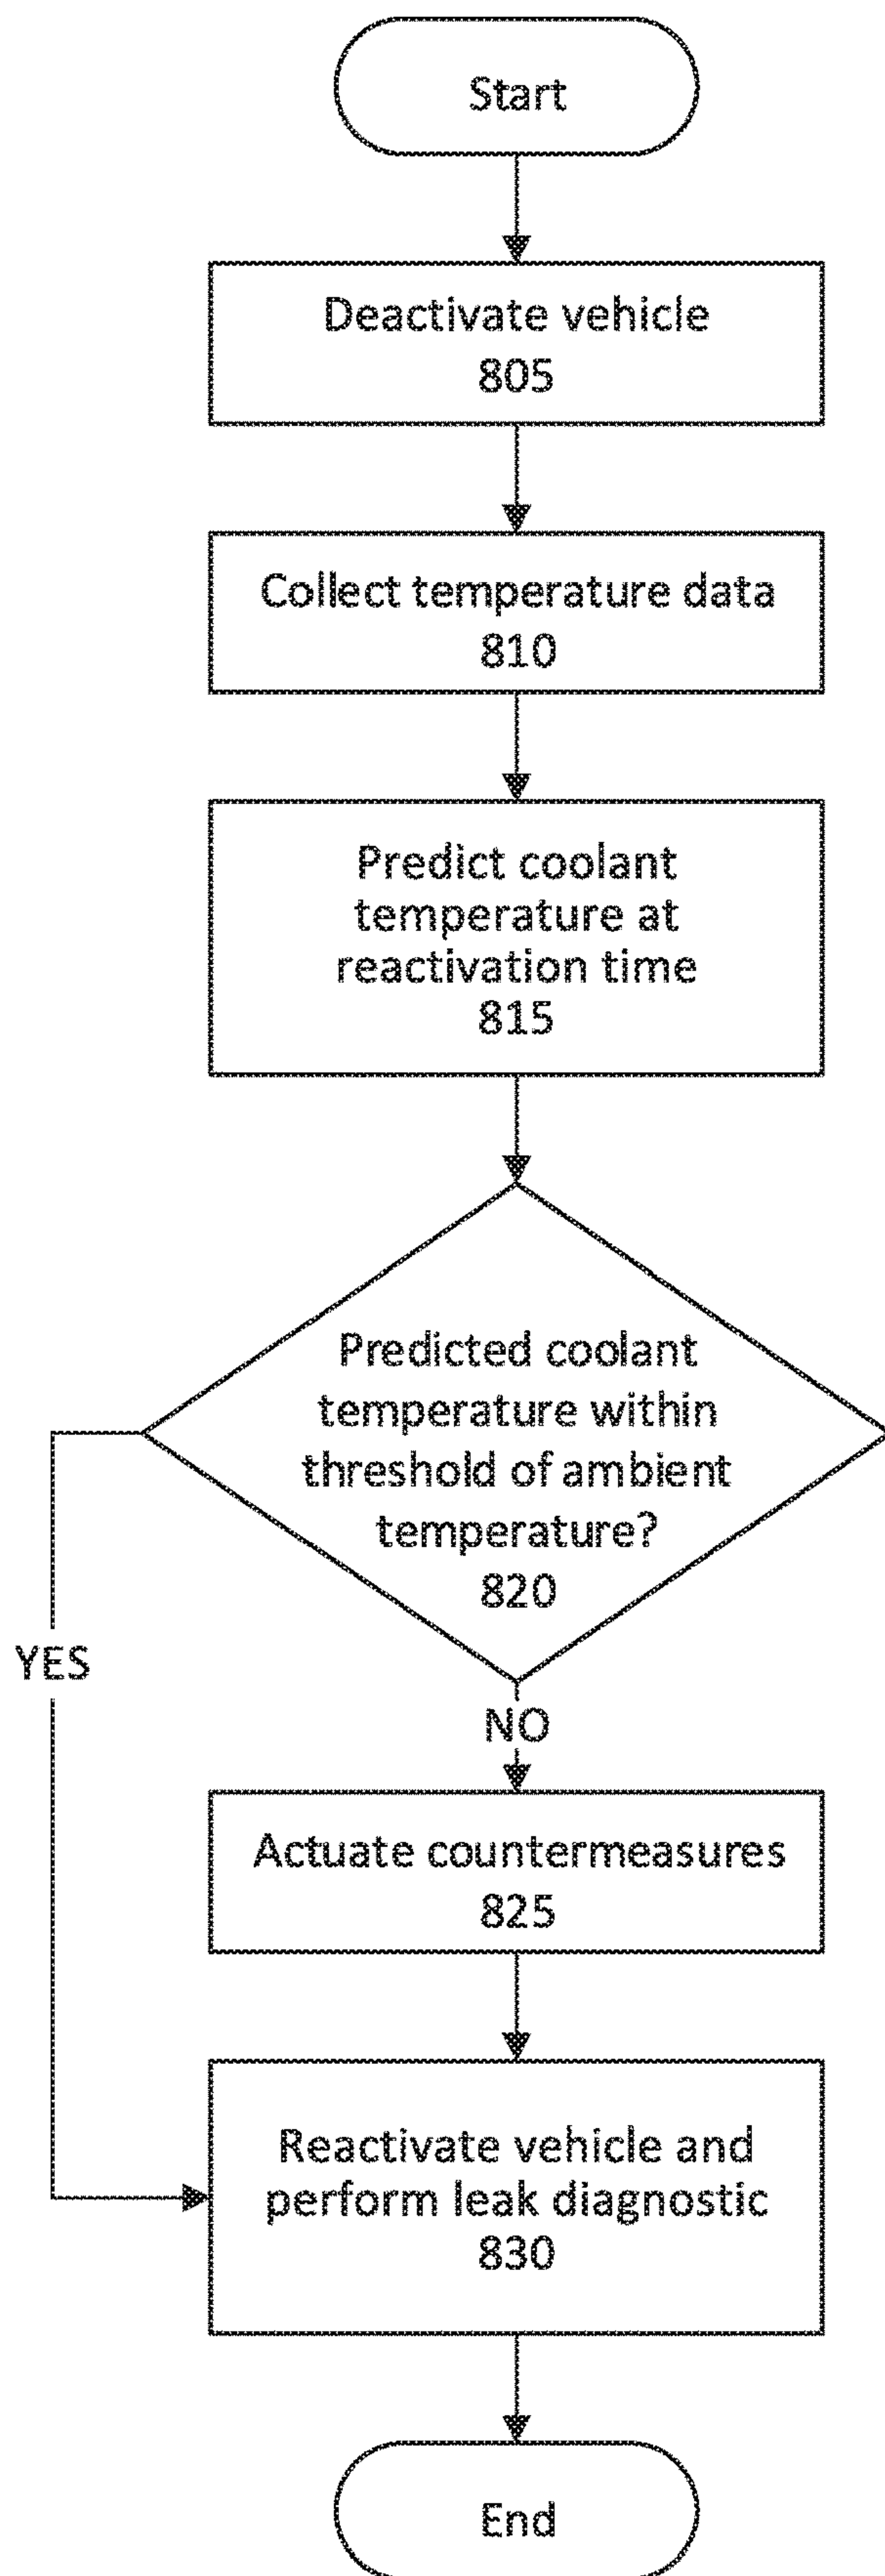 Start
Deactivate vehicle
805
Collect temperature data
810
Predict coolant
temperature at
reactivation time
815
Predicted coolant
temperature within
threshold of ambient
temperature?
820
YES
NO
Actuate countermeasures
825
Reactivate vehicle and
perform leak diagnostic
830
End